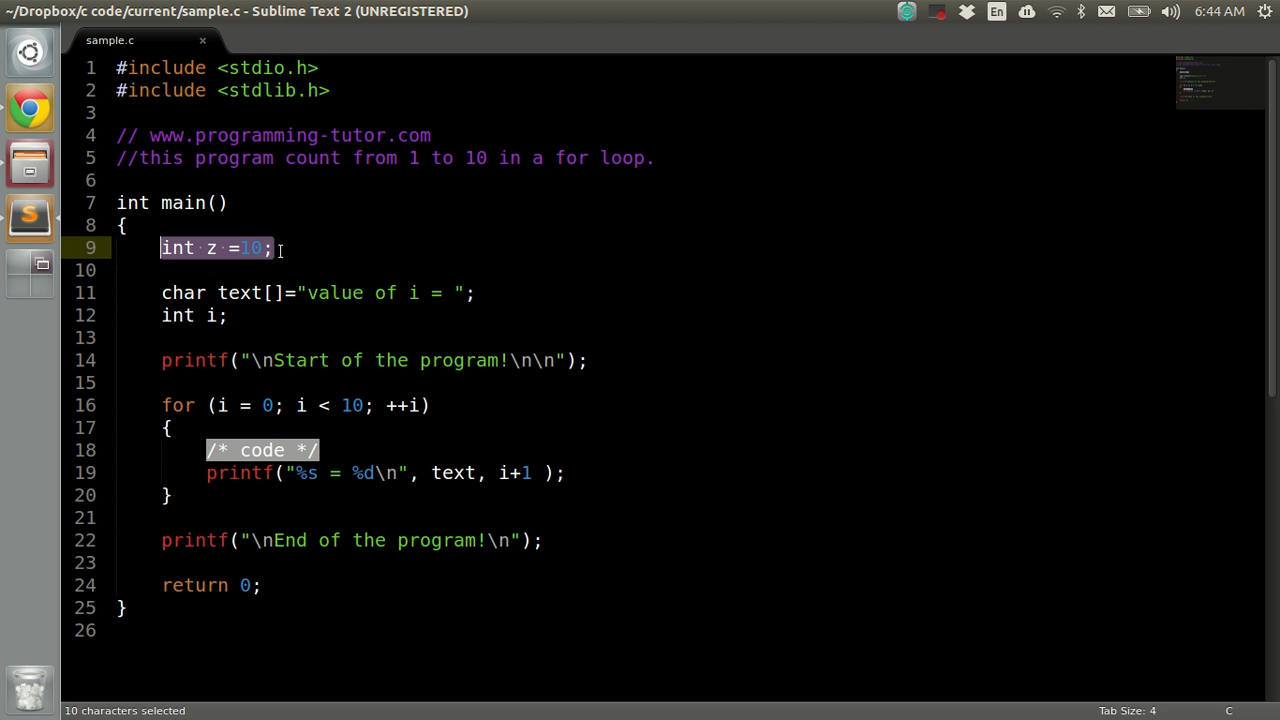 ~/Dropbox/c code/current/sample.c - Sublime Text 2 (UNREGISTERED)
En
6:44 AM
sample.c ×
1 #include <stdio.h>
2 #include <stdlib.h>
3
4 // www.programming-tutor.com
5 //this program count from 1 to 10 in a for loop.
6
7 int main()
8 {
9 int z =10;
10
11 char text[]="value of i = ";
12 int i;
13
14 printf("\nStart of the program!\n\n");
15
16 for (i = 0; i < 10; ++i)
17 {
18 /* code */
19 printf("%s = %d\n", text, i+1 );
20 }
21
22 printf("\nEnd of the program!\n");
23
24 return 0;
25 }
26
10 characters selected
Tab Size: 4
C